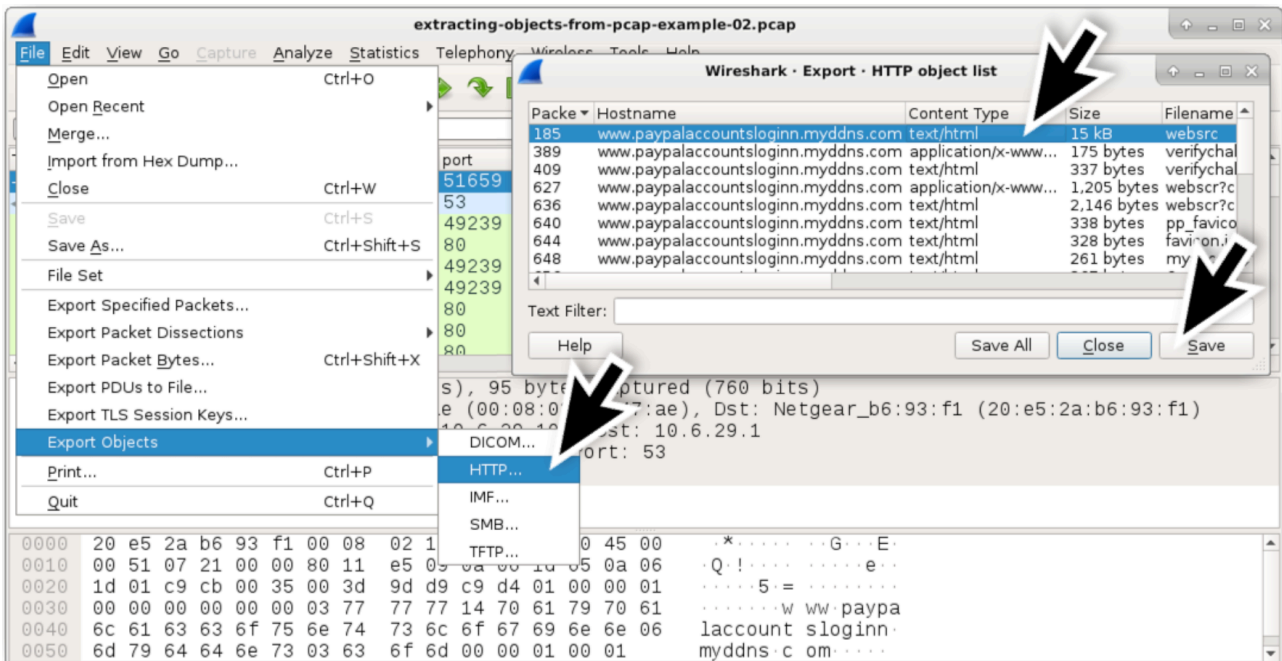 extracting-objects-from-pcap-example-02.pcap
File Edit View Go Capture Analyze Statistics Telephony Wireless Tools Help
Open Ctrl+O
Open Recent
Merge...
Import from Hex Dump...
Close Ctrl+W
Save Ctrl+S
Save As... Ctrl+Shift+S
File Set
Export Specified Packets...
Export Packet Dissections
Export Packet Bytes... Ctrl+Shift+X
Export PDUs to File...
Export TLS Session Keys...
Export Objects
Print... Ctrl+P
Quit Ctrl+Q
DICOM...
HTTP...
IMF...
SMB...
TFTP...
port
51659
53
49239
80
49239
49239
80
80
80
Wireshark · Export · HTTP object list
Packe Hostname Content Type Size Filename
185 www.paypalaccountsloginn.myddns.com text/html 15 kB websrc
389 www.paypalaccountsloginn.myddns.com application/x-www... 175 bytes verifychal
409 www.paypalaccountsloginn.myddns.com text/html 337 bytes verifychal
627 www.paypalaccountsloginn.myddns.com application/x-www... 1,205 bytes webscr?c
636 www.paypalaccountsloginn.myddns.com text/html 2,146 bytes webscr?c
640 www.paypalaccountsloginn.myddns.com text/html 338 bytes pp_favico
644 www.paypalaccountsloginn.myddns.com text/html 328 bytes
648 www.paypalaccountsloginn.myddns.com text/html 261 bytes
Text Filter:
Help Save All Close Save
s), 95 (760 bits)
(00:08: :ae), Dst: Netgear_b6:93:f1 (20:e5:2a:b6:93:f1)
10.6.29.1
53
0000 20 e5 2a b6 93 f1 00 08 02 0 45 00 ·*····· ··G···E·
0010 00 51 07 21 00 00 80 11 e5 0a 06 ·Q·!···· ······e··
0020 1d 01 c9 cb 00 35 00 3d 9d d9 c9 d4 01 00 00 01 ·····5·= ········
0030 00 00 00 00 00 00 03 77 77 77 14 70 61 79 70 61 ·······w ww·paypa
0040 6c 61 63 63 6f 75 6e 74 73 6c 6f 67 69 6e 6e 06 laccount sloginn·
0050 6d 79 64 64 6e 73 03 63 6f 6d 00 00 01 00 01 myddns·c om·····